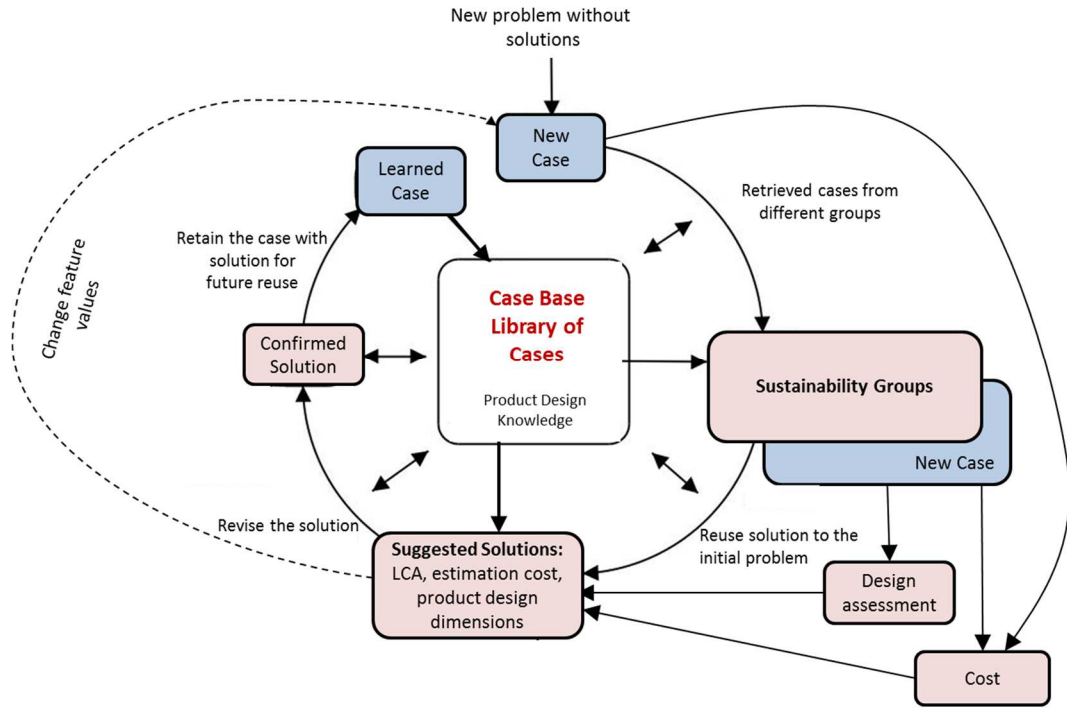 New problem without
solutions
New
Case
Learned
Case
Retrieved cases from
different groups
Retain the case with
solution for
future reuse
Change feature
values
Case Base
Library of
Cases
Product Design
Knowledge
Confirmed
Solution
Sustainability Groups
New Case
Revise the solution
Suggested Solutions:
LCA, estimation cost,
product design
dimensions
Reuse solution to the
initial problem
Design
assessment
Cost